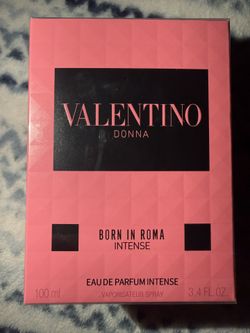 VALENTINO
DONNA
BORN IN ROMA
INTENSE
EAU DE PARFUM INTENSE
100 ml VAPORISATEUR SPRAY 3.4 FL. OZ